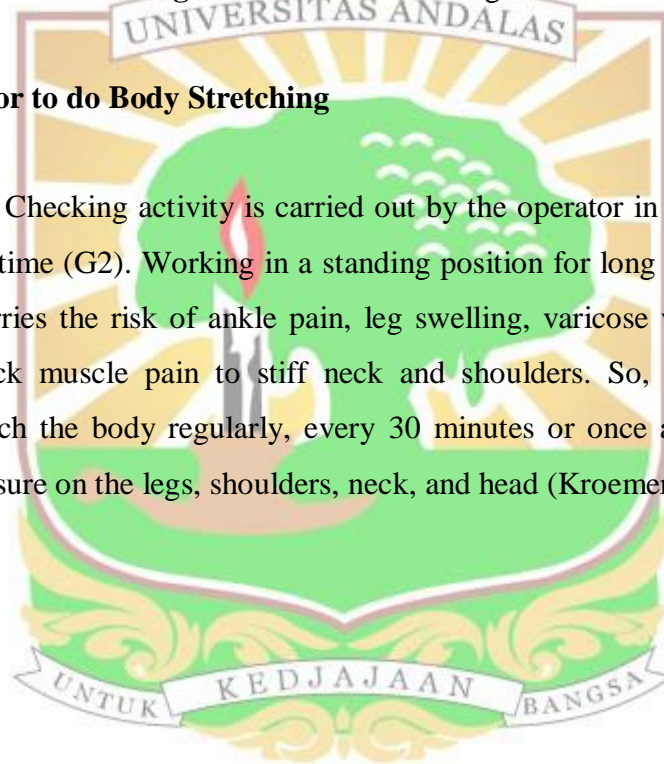 UNIVERSITAS ANDALAS
or to do Body Stretching
Checking activity is carried out by the operator in
time (G2). Working in a standing position for long
rries the risk of ankle pain, leg swelling, varicose v
ck muscle pain to stiff neck and shoulders. So,
ch the body regularly, every 30 minutes or once a
sure on the legs, shoulders, neck, and head (Kroemer
UNTUK KEDJAJAAN BANGSA